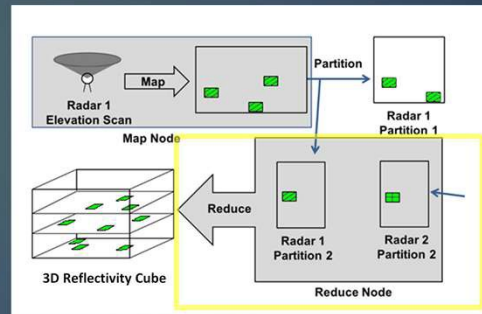 Map
Partition
Radar 1
Elevation Scan
Radar 1
Partition 1
Map Node
Reduce
Radar 1
Partition 2
Radar 2
Partition 2
3D Reflectivity Cube
Reduce Node